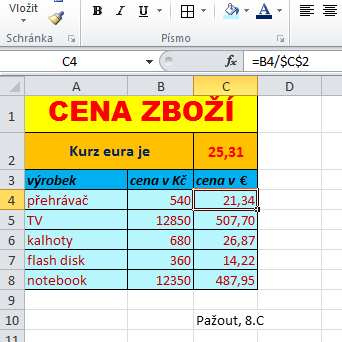 Vložit
Schránka Písmo
C4 fx =B4/$C$2
A B C D E
1 CENA ZBOŽÍ
2 Kurz eura je 25,31
3 výrobek cena v Kč cena v €
4 přehrávač 540 21,34
5 TV 12850 507,70
6 kalhoty 680 26,87
7 flash disk 360 14,22
8 notebook 12350 487,95
9
10 Pažout, 8.C
11